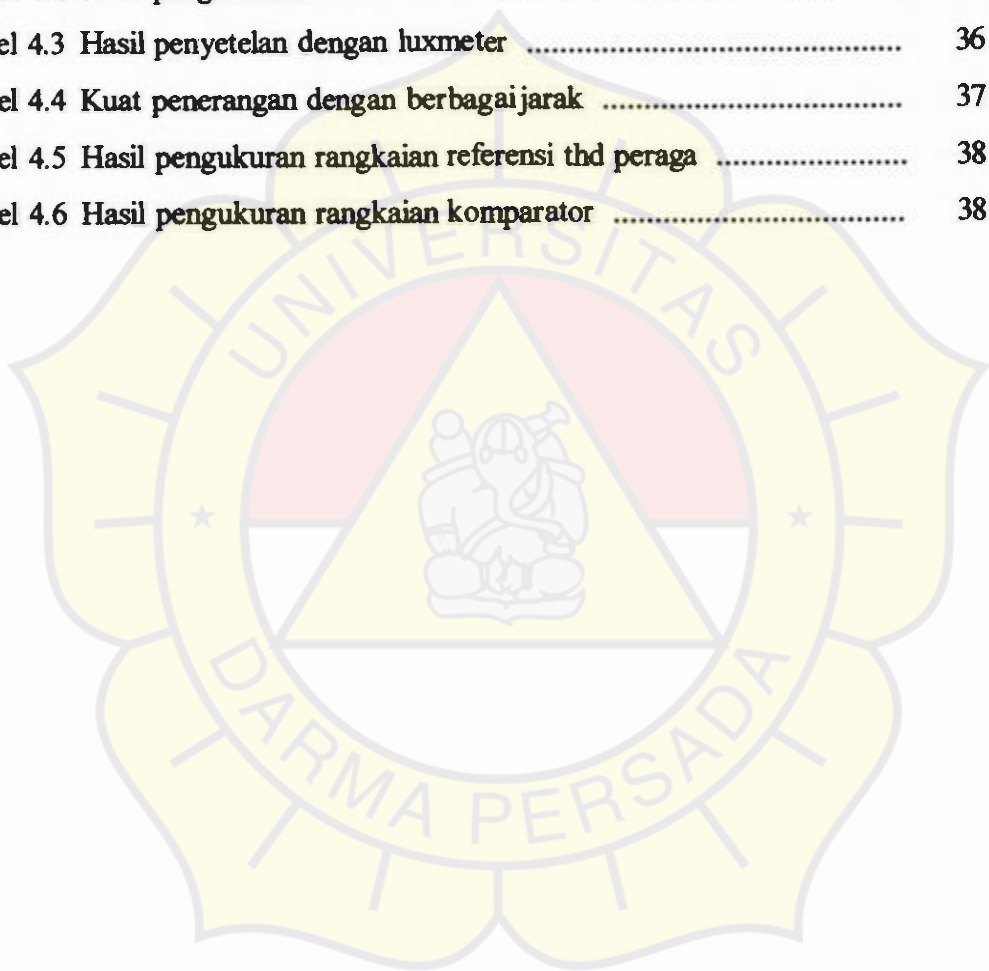 el 4.3 Hasil penyetelan dengan luxmeter ........................................... 36
el 4.4 Kuat penerangan dengan berbagai jarak .................................. 37
el 4.5 Hasil pengukuran rangkaian referensi thd peraga ...................... 38
el 4.6 Hasil pengukuran rangkaian komparator ................................. 38
UNIVERSITAS
DARMA PERSADA